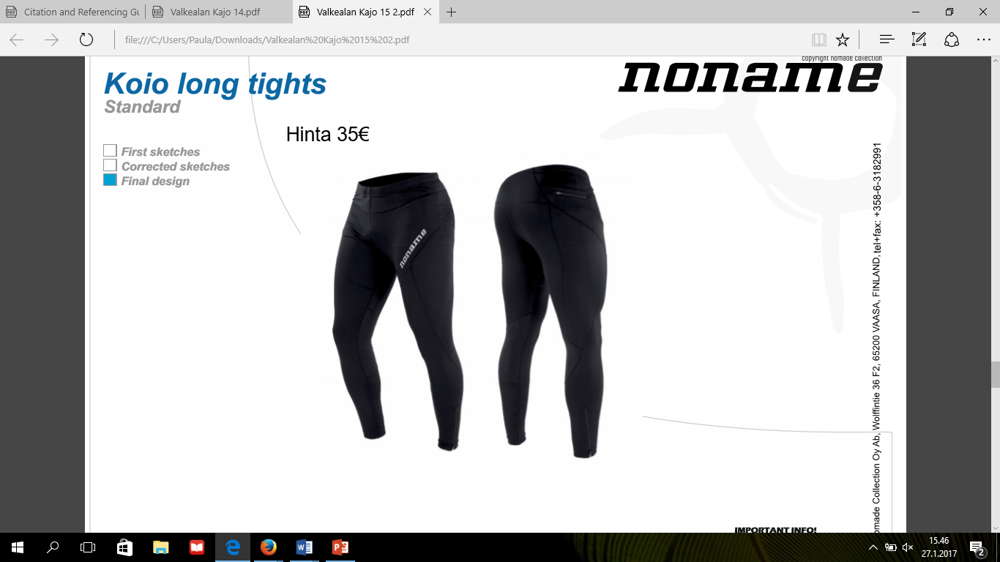 Citation and Referencing Gu
Valkealan Kajo 14.pdf
Valkealan Kajo 15 2.pdf
file:///C:/Users/Paula/Downloads/Valkealan%20Kajo%2015%202.pdf
copyright nomade collection
noname
Koio long tights
Standard
Hinta 35€
First sketches
Corrected sketches
Final design
noname
omade Collection Oy Ab, Wolffintie 36 F2, 65200 VAASA, FINLAND, tel+fax: +358-6-3182991
IMPORTANT INFO!
15.46
27.1.2017
2